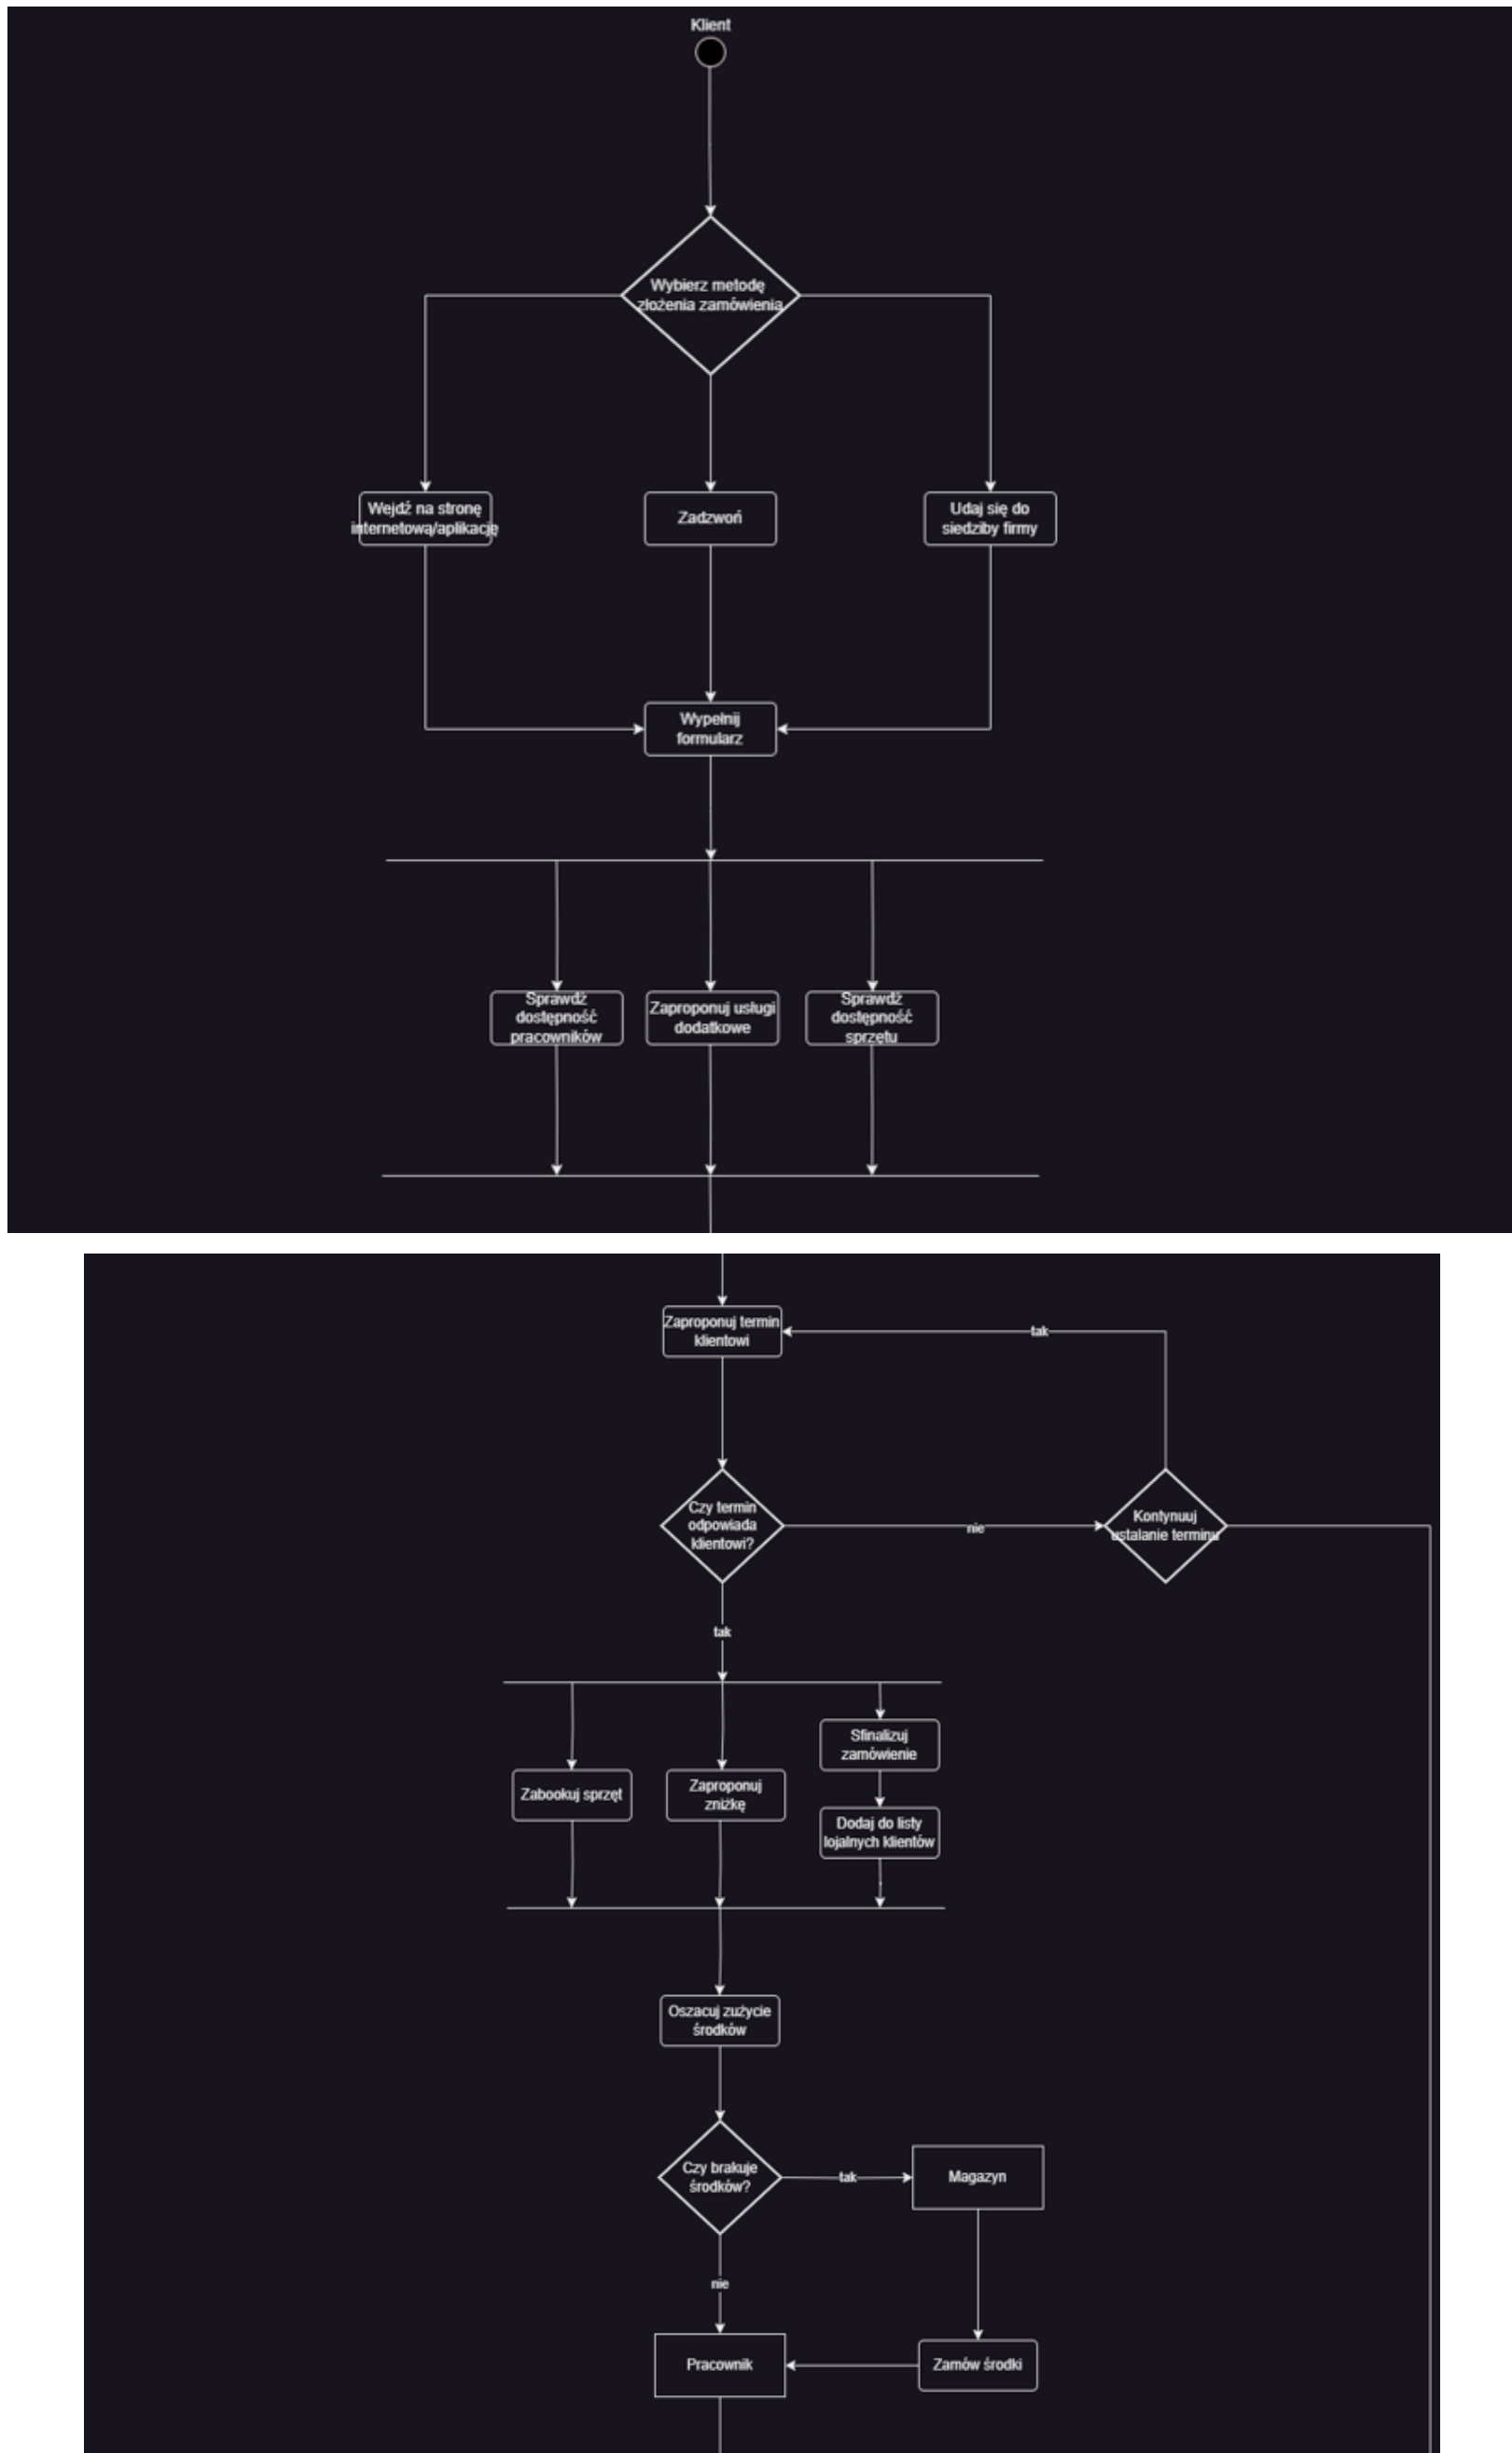 Klient
Wybierz metodę
złożenia zamówienia
Wejdź na stronę
internetową/aplikację
Zadzwoń
Udaj się do
siedziby firmy
Wypełnij
formularz
Sprawdź
dostępność
pracowników
Zaproponuj usługi
dodatkowe
Sprawdź
dostępność
sprzętu
Zaproponuj termin
klientowi
tak
Czy termin
odpowiada
klientowi?
nie
Kontynuuj
ustalanie terminu
tak
Zabookuj sprzęt
Zaproponuj
zniżkę
Sfinalizuj
zamówienie
Dodaj do listy
lojalnych klientów
Oszacuj zużycie
środków
Czy brakuje
środków?
tak
Magazyn
nie
Pracownik
Zamów środki